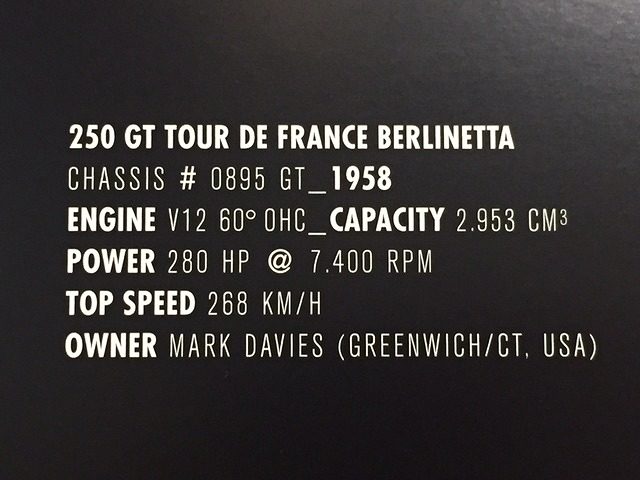 250 GT TOUR DE FRANCE BERLINETTA
CHASSIS # 0895 GT_1958
ENGINE V12 60° OHC_CAPACITY 2.953 CM³
POWER 280 HP @ 7.400 RPM
TOP SPEED 268 KM/H
OWNER MARK DAVIES (GREENWICH/CT, USA)